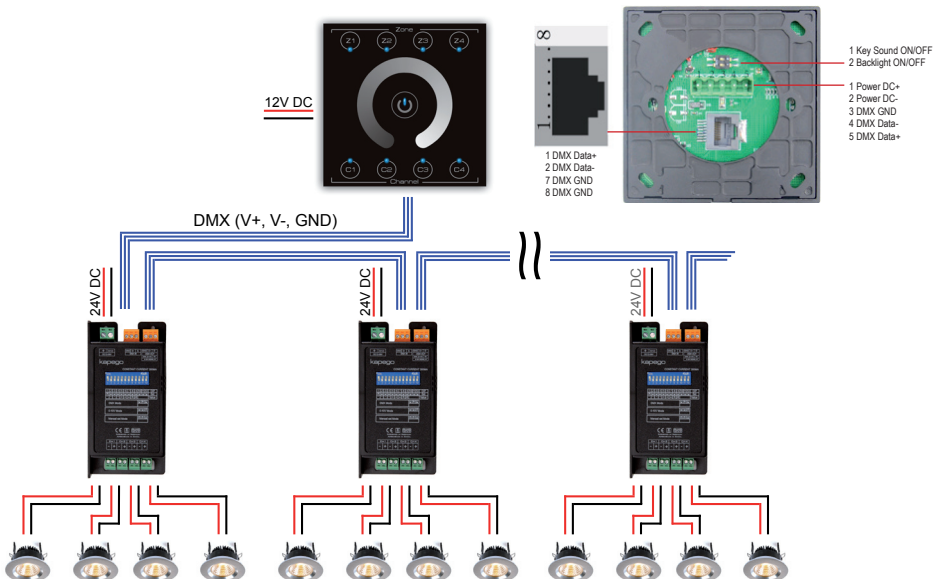 Zone
Z1 Z2 Z3 Z4
12V DC
C1 C2 C3 C4
Channel
8
1
1 DMX Data+
2 DMX Data-
7 DMX GND
8 DMX GND
1 Key Sound ON/OFF
2 Backlight ON/OFF
1 Power DC+
2 Power DC-
3 DMX GND
4 DMX Data-
5 DMX Data+
DMX (V+, V-, GND)
24V DC
24V DC
24V DC
kapego
kapego
kapego